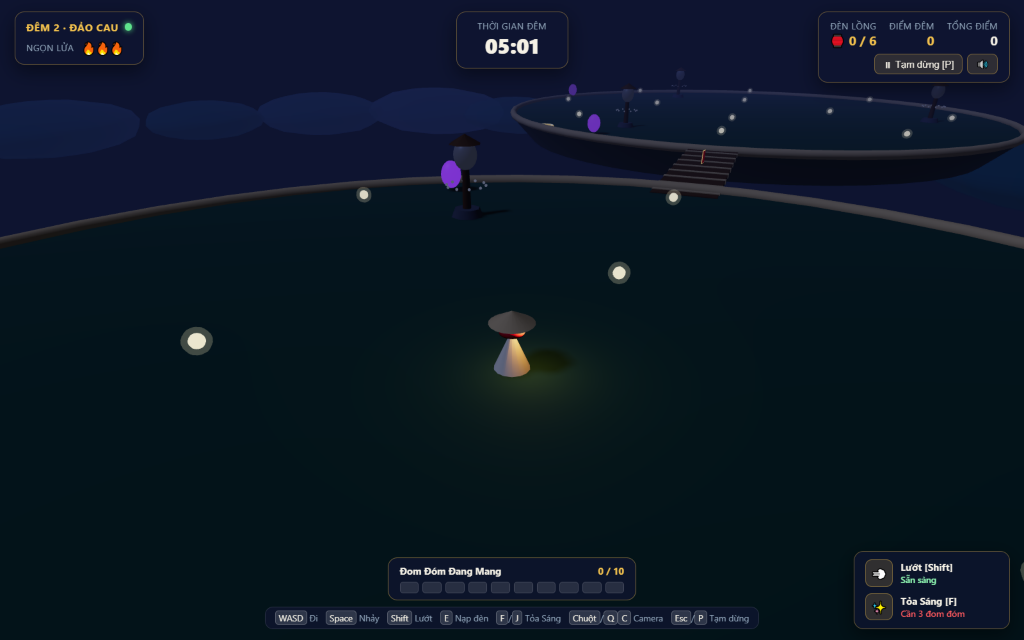 ĐÊM 2 · ĐẢO CAU
NGỌN LỬA
THỜI GIAN ĐÊM
05:01
ĐÈN LỒNG ĐIỂM ĐÊM TỔNG ĐIỂM
0 / 6 0 0
Tạm dừng [P]
Đom Đóm Đang Mang 0 / 10
WASD Đi Space Nhảy Shift Lướt E Nạp đèn F / J Tỏa Sáng Chuột / Q C Camera Esc / P Tạm dừng
Lướt [Shift]
Sẵn sàng
Tỏa Sáng [F]
Cần 3 đom đóm